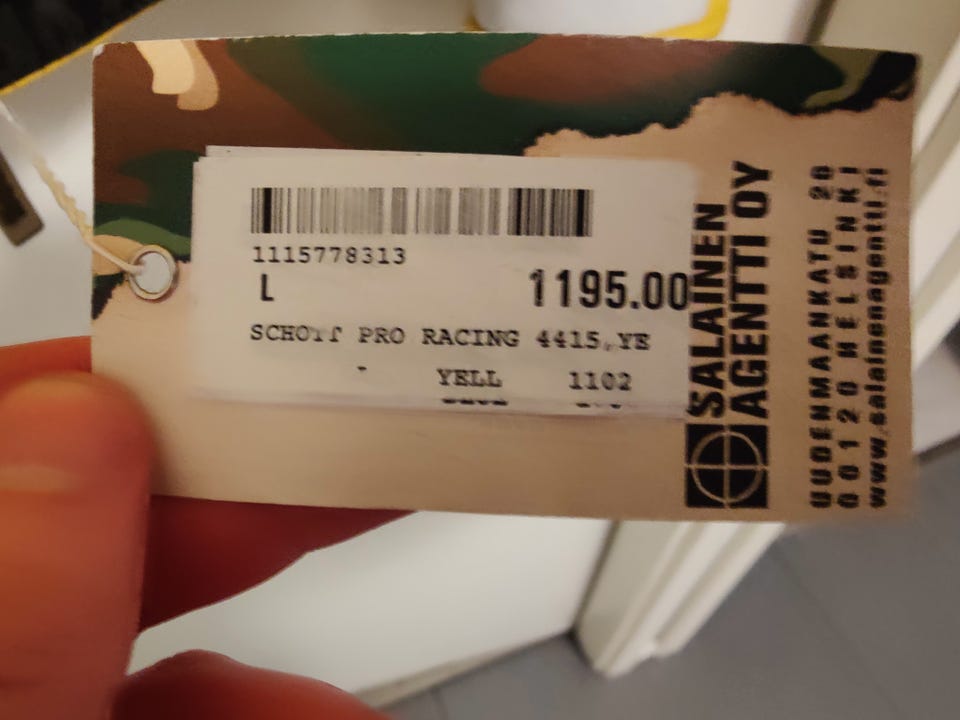 1115778313
L 1195.00
SCHOTT PRO RACING 4415.YE
YELL 1102
SALAINEN
AGENTTI OY
UUDENMAANKATU 26
00120 HELSINKI
www.salainenagentti.fi